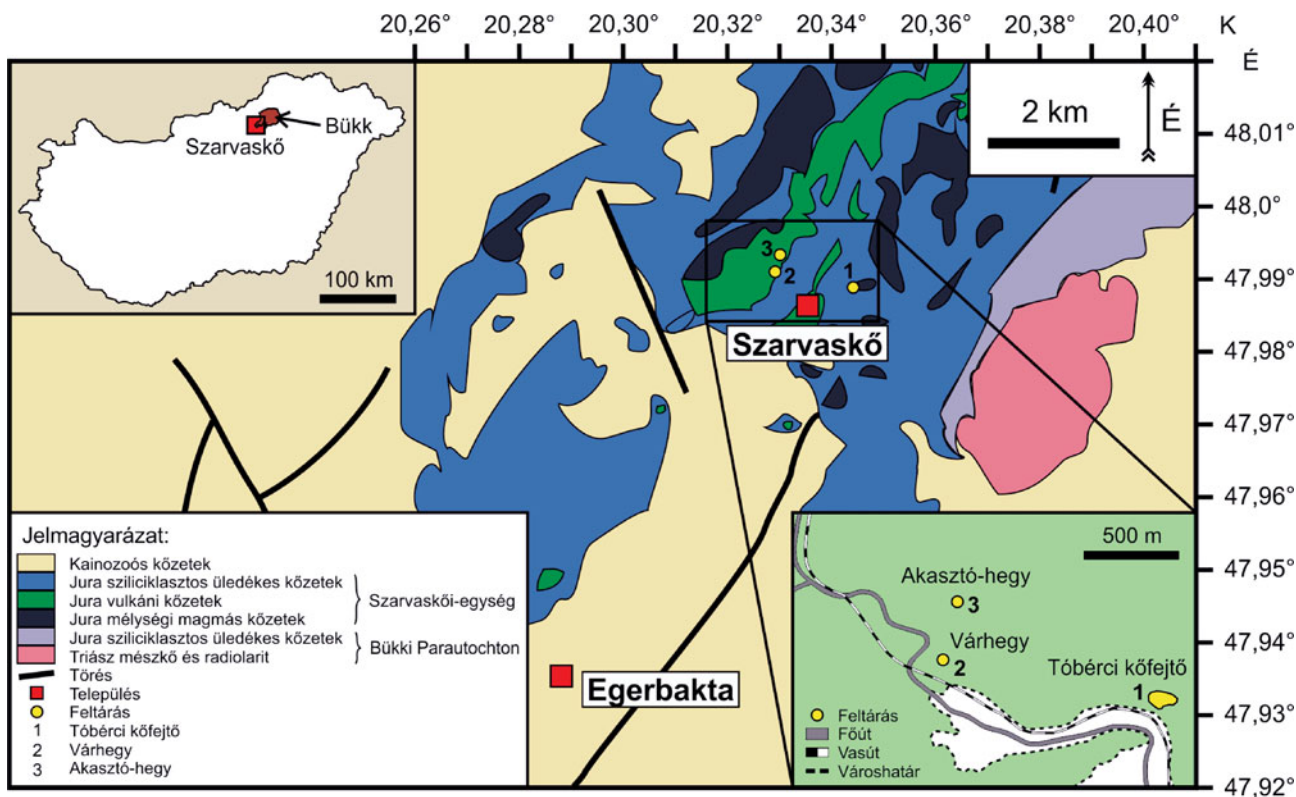 20,26° 20,28° 20,30° 20,32° 20,34° 20,36° 20,38° 20,40° K
É
Bükk
Szarvaskő
100 km
2 km
É
48,01°
48,0°
47,99°
47,98°
47,97°
47,96°
47,95°
47,94°
47,93°
47,92°
3
2
1
Szarvaskő
Egerbakta
Jelmagyarázat:
Kainozoós kőzetek
Jura sziliciklasztos üledékes kőzetek
Jura vulkáni kőzetek
Jura mélységi magmás kőzetek
Szarvaskői-egység
Jura sziliciklasztos üledékes kőzetek
Triász mészkő és radiolarit
Bükki Parautochton
Törés
Település
Feltárás
1 Tóbérci kőfejtő
2 Várhegy
3 Akasztó-hegy
500 m
Akasztó-hegy
3
Várhegy
2
Tóbérci kőfejtő
1
Feltárás
Főút
Vasút
Városhatár